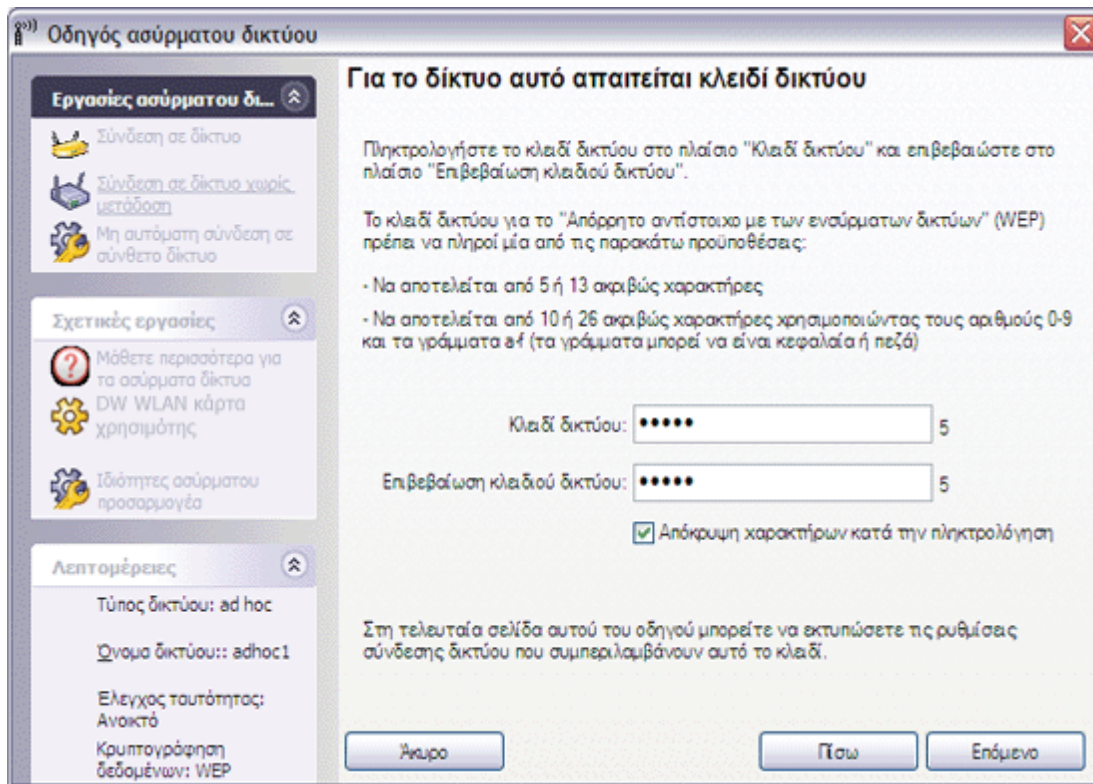 Οδηγός ασύρματου δικτύου
Εργασίες ασύρματου δι...
Σύνδεση σε δίκτυο
Σύνδεση σε δίκτυο χωρίς
μετάδοση
Μη αυτόματη σύνδεση σε
σύνθετο δίκτυο
Σχετικές εργασίες
Μάθετε περισσότερα για
τα ασύρματα δίκτυα
DW WLAN κάρτα
χρησιμότης
Ιδιότητες ασύρματου
προσαρμογέα
Λεπτομέρειες
Τύπος δικτύου: ad hoc
Όνομα δικτύου:: adhoc1
Έλεγχος ταυτότητας:
Ανοικτό
Κρυπτογράφηση
δεδομένων: WEP
Για το δίκτυο αυτό απαιτείται κλειδί δικτύου
Πληκτρολογήστε το κλειδί δικτύου στο πλαίσιο "Κλειδί δικτύου" και επιβεβαιώστε στο
πλαίσιο "Επιβεβαίωση κλειδιού δικτύου".
Το κλειδί δικτύου για το "Απόρρητο αντίστοιχο με των ενσύρματων δικτύων" (WEP)
πρέπει να πληροί μία από τις παρακάτω προϋποθέσεις:
- Να αποτελείται από 5 ή 13 ακριβώς χαρακτήρες
- Να αποτελείται από 10 ή 26 ακριβώς χαρακτήρες χρησιμοποιώντας τους αριθμούς 0-9
και τα γράμματα a-f (τα γράμματα μπορεί να είναι κεφαλαία ή πεζά)
Κλειδί δικτύου: ••••• 5
Επιβεβαίωση κλειδιού δικτύου: ••••• 5
Απόκρυψη χαρακτήρων κατά την πληκτρολόγηση
Στη τελευταία σελίδα αυτού του οδηγού μπορείτε να εκτυπώσετε τις ρυθμίσεις
σύνδεσης δικτύου που συμπεριλαμβάνουν αυτό το κλειδί.
Άκυρο
Πίσω
Επόμενο